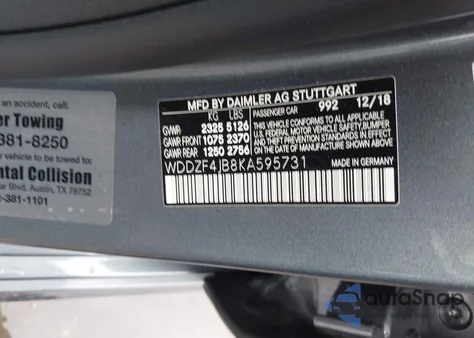 an accident, call:
er Towing
381-8250
r vehicle to be towed to:
ntal Collision
ar Blvd, Austin, TX 78752
2-381-1101
MFD BY DAIMLER AG STUTTGART
KG LBS PASSENGER CAR 992 12/18
GVWR 2325 5126
GAWR FRONT 1075 2370
GAWR REAR 1250 2756
THIS VEHICLE CONFORMS TO ALL APPLICABLE
U.S. FEDERAL MOTOR VEHICLE SAFETY,BUMPER
AND THEFT PREVENTION STANDARDS IN EFFECT
ON THE DATE OF MANUFACTURE SHOWN ABOVE
WDDZF4JB8KA595731
AutoSnap